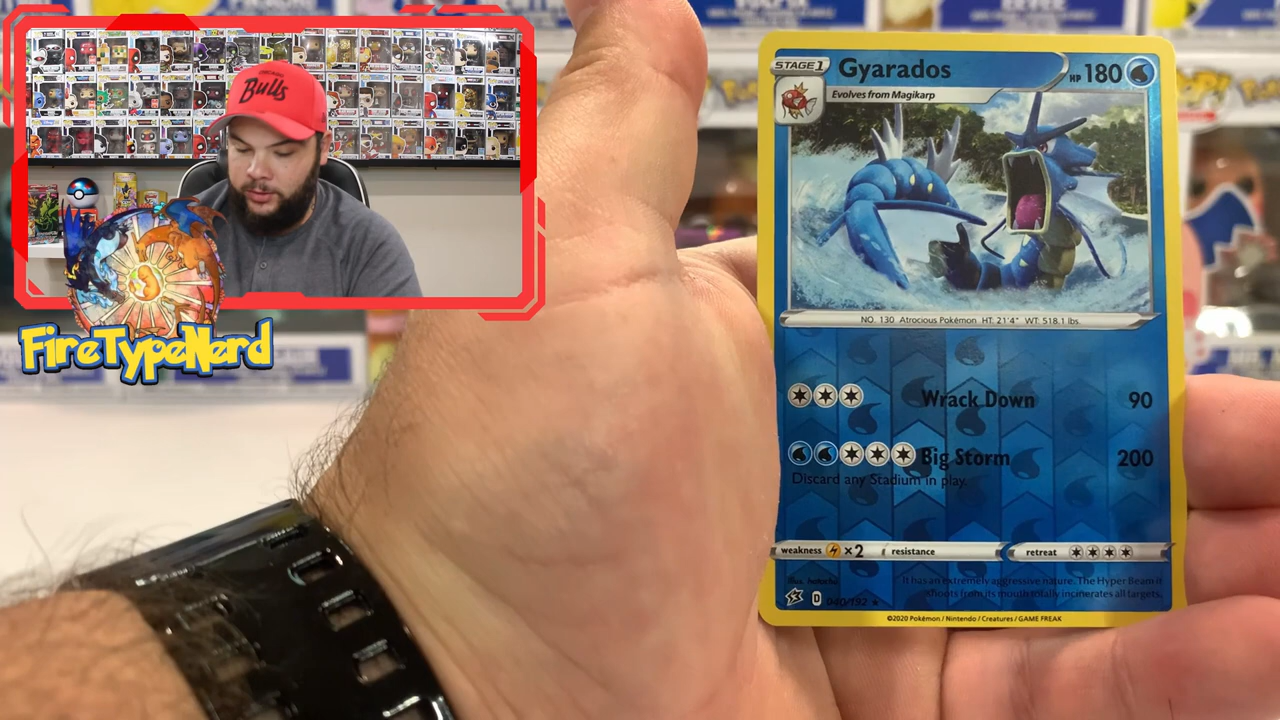 Bulls
FireTypeNerd
STAGE 1
Gyarados
HP 180
Evolves from Magikarp
NO. 130 Atrocious Pokémon HT: 21'4" WT: 518.1 lbs.
Wrack Down 90
Big Storm 200
Discard any Stadium in play.
weakness ×2 resistance retreat
It has an extremely aggressive nature. The Hyper Beam it
shoots from its mouth totally incinerates all targets.
D 040/192 ★
©2020 Pokémon / Nintendo / Creatures / GAME FREAK